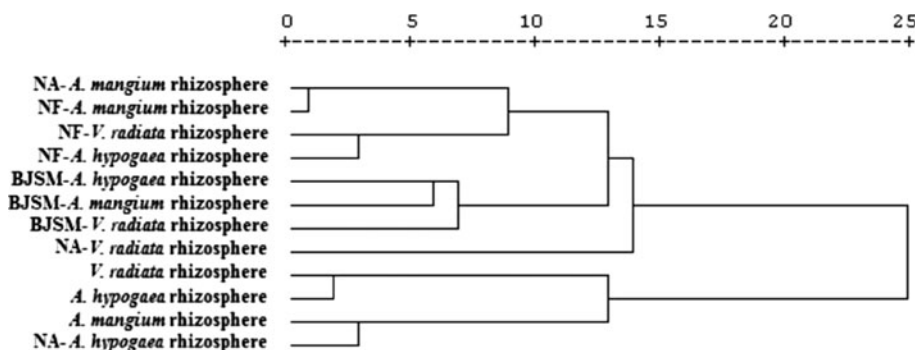 0 5 10 15 20 25
NA-A. mangium rhizosphere
NF-A. mangium rhizosphere
NF-V. radiata rhizosphere
NF-A. hypogaea rhizosphere
BJSM-A. hypogaea rhizosphere
BJSM-A. mangium rhizosphere
BJSM-V. radiata rhizosphere
NA-V. radiata rhizosphere
V. radiata rhizosphere
A. hypogaea rhizosphere
A. mangium rhizosphere
NA-A. hypogaea rhizosphere